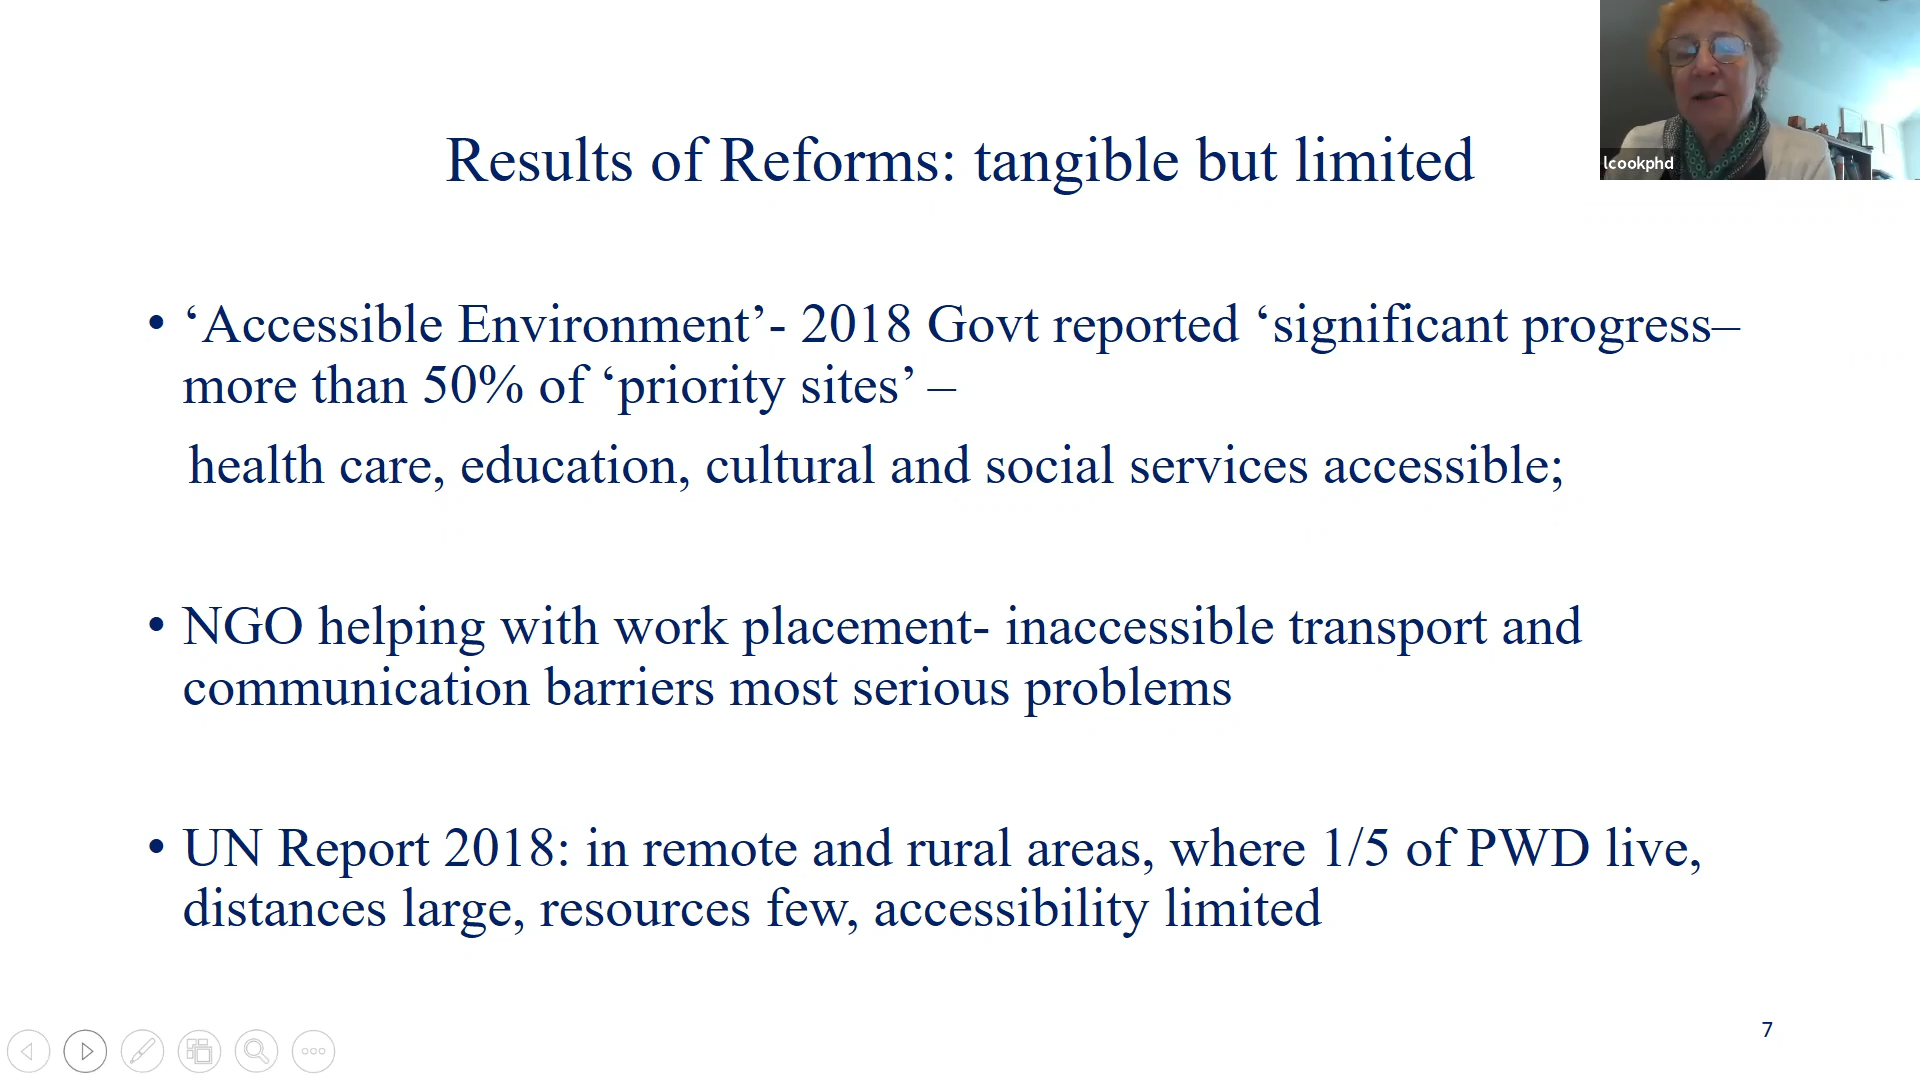 lcookphd
Results of Reforms: tangible but limited
• ‘Accessible Environment’- 2018 Govt reported ‘significant progress–
more than 50% of ‘priority sites’ –
health care, education, cultural and social services accessible;
• NGO helping with work placement- inaccessible transport and
communication barriers most serious problems
• UN Report 2018: in remote and rural areas, where 1/5 of PWD live,
distances large, resources few, accessibility limited
7